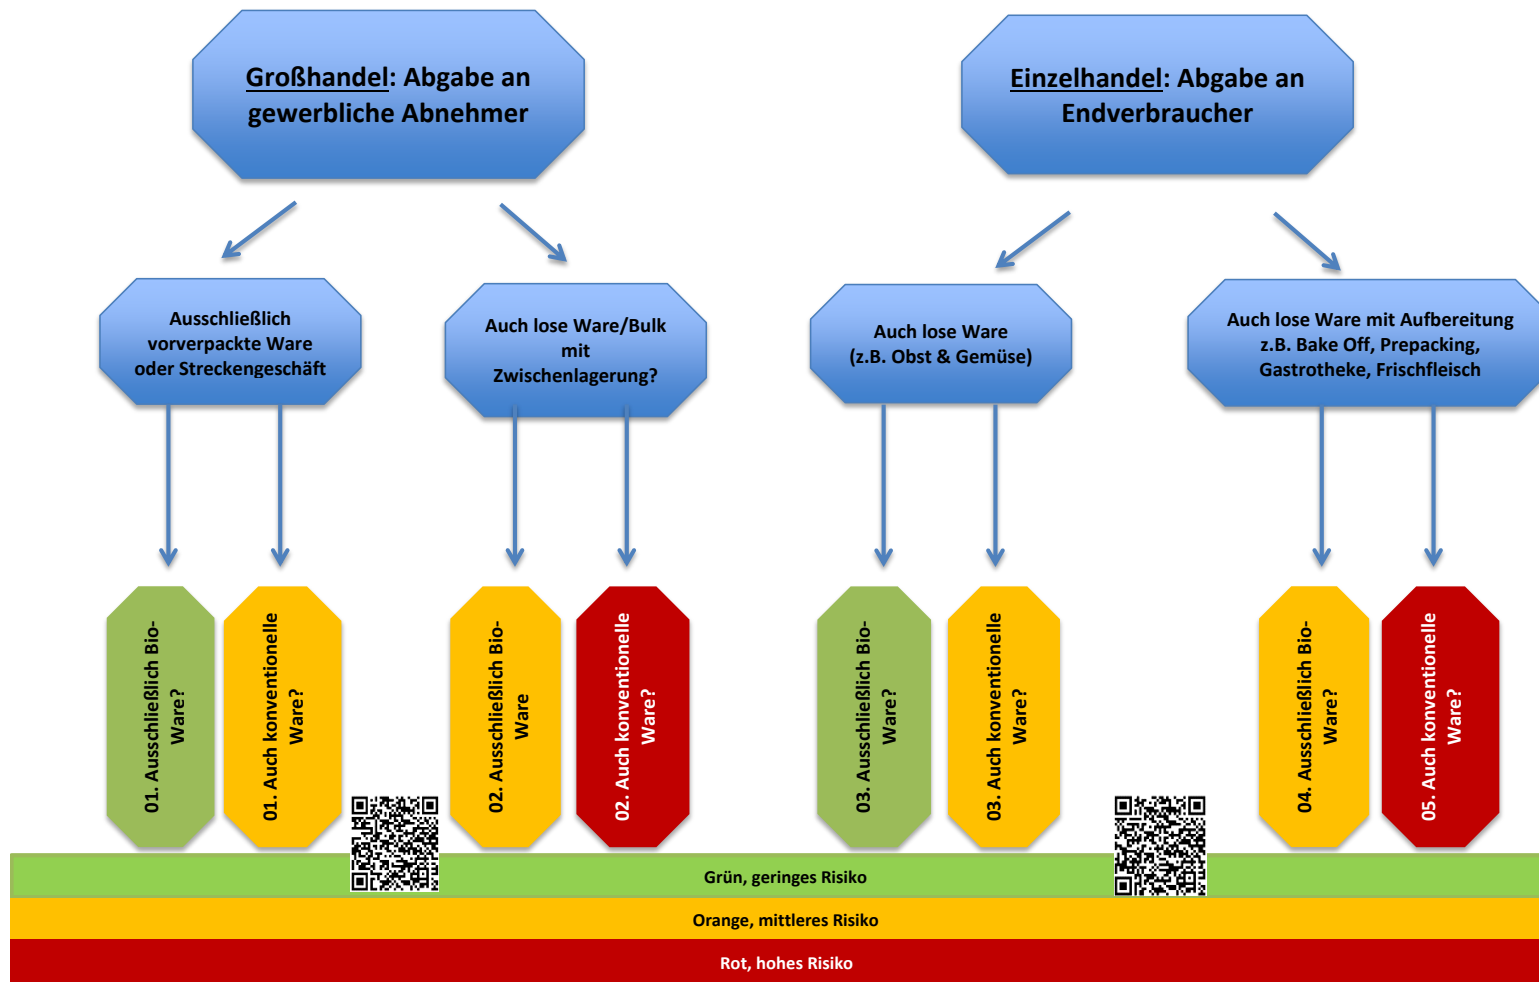 Großhandel: Abgabe an
gewerbliche Abnehmer
Einzelhandel: Abgabe an
Endverbraucher
Ausschließlich
vorverpackte Ware
oder Streckengeschäft
Auch lose Ware/Bulk
mit
Zwischenlagerung?
Auch lose Ware
(z.B. Obst & Gemüse)
Auch lose Ware mit Aufbereitung
z.B. Bake Off, Prepacking,
Gastrotheke, Frischfleisch
01. Ausschließlich Bio-
Ware?
01. Auch konventionelle
Ware?
02. Ausschließlich Bio-
Ware
02. Auch konventionelle
Ware?
03. Ausschließlich Bio-
Ware?
03. Auch konventionelle
Ware?
04. Ausschließlich Bio-
Ware?
05. Auch konventionelle
Ware?
Grün, geringes Risiko
Orange, mittleres Risiko
Rot, hohes Risiko